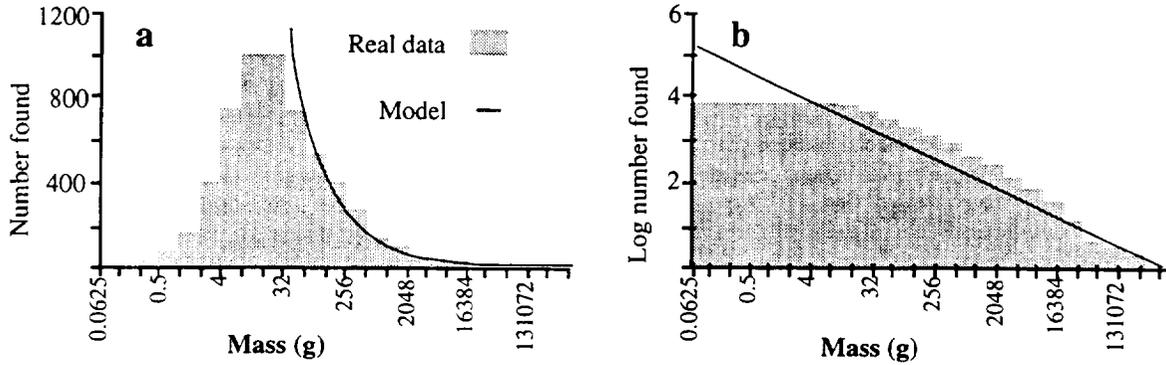 1200
a
Real data
800
Model
400
Number found
0.0625
0.5
4
32
256
2048
16384
131072
Mass (g)
6
b
4
2
Log number found
0.0625
0.5
4
32
256
2048
16384
131072
Mass (g)